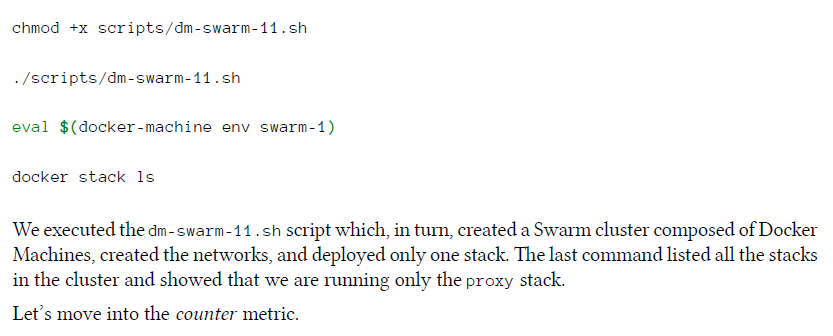 chmod +x scripts/dm-swarm-11.sh
./scripts/dm-swarm-11.sh
eval $(docker-machine env swarm-1)
docker stack ls
We executed the dm-swarm-11.sh script which, in turn, created a Swarm cluster composed of Docker
Machines, created the networks, and deployed only one stack. The last command listed all the stacks
in the cluster and showed that we are running only the proxy stack.
Let’s move into the counter metric.